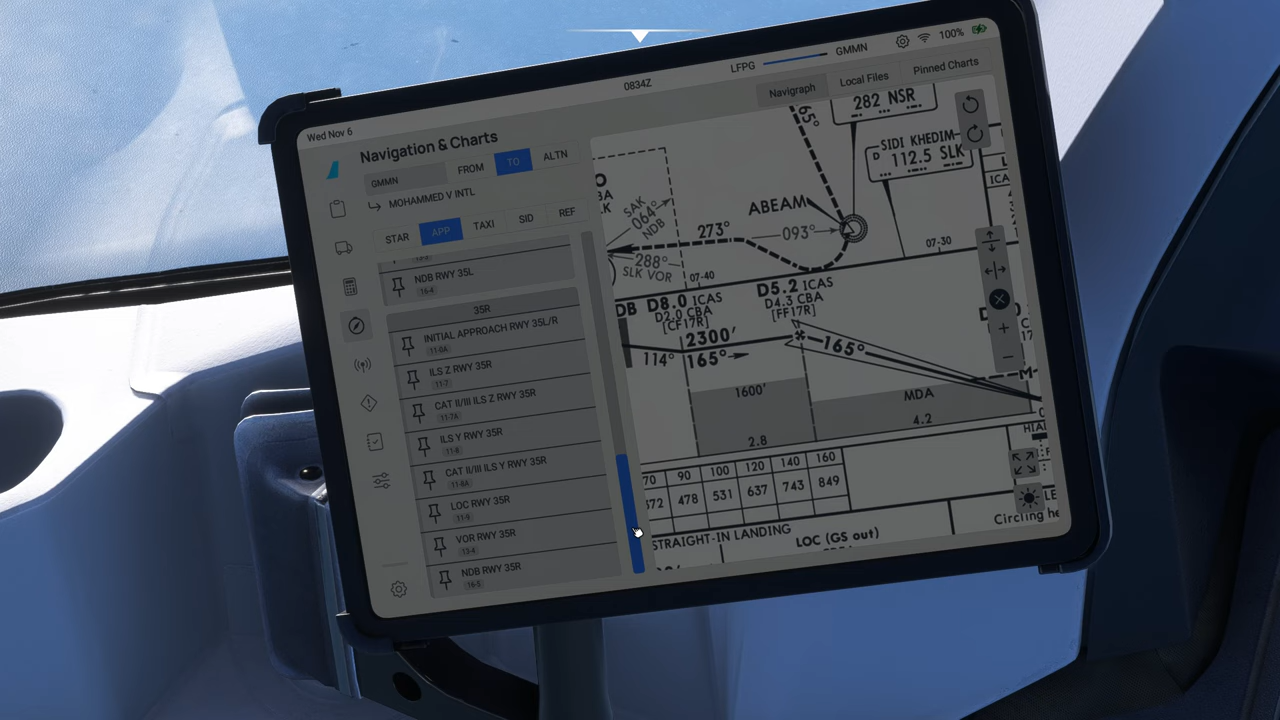 Wed Nov 6
0834Z
LFPG
GMMN
100%
Navigation & Charts
Navigraph
Local Files
Pinned Charts
GMMN
FROM
TO
ALTN
MOHAMMED V INTL
STAR
APP
TAXI
SID
REF
NDB RWY 35L
16-4
35R
INITIAL APPROACH RWY 35L/R
11-0A
ILS Z RWY 35R
11-7
CAT II/III ILS Z RWY 35R
11-7A
ILS Y RWY 35R
11-8
CAT II/III ILS Y RWY 35R
11-8A
LOC RWY 35R
11-9
VOR RWY 35R
13-4
NDB RWY 35R
16-5
65°
282 NSR
SIDI KHEDIM
D 112.5 SLK
ICA
SAK
064°
NDB
ABEAM
273°
093°
288°
SLK VOR
07-40
07-30
DB D8.0 ICAS
D2.0 CBA
[CF17R]
D5.2 ICAS
D4.3 CBA
[FF17R]
2300'
114° 165°
165°
1600'
MDA
2.8
4.2
70 90 100 120 140 160
372 478 531 637 743 849
STRAIGHT-IN LANDING
LOC (GS out)
Circling he